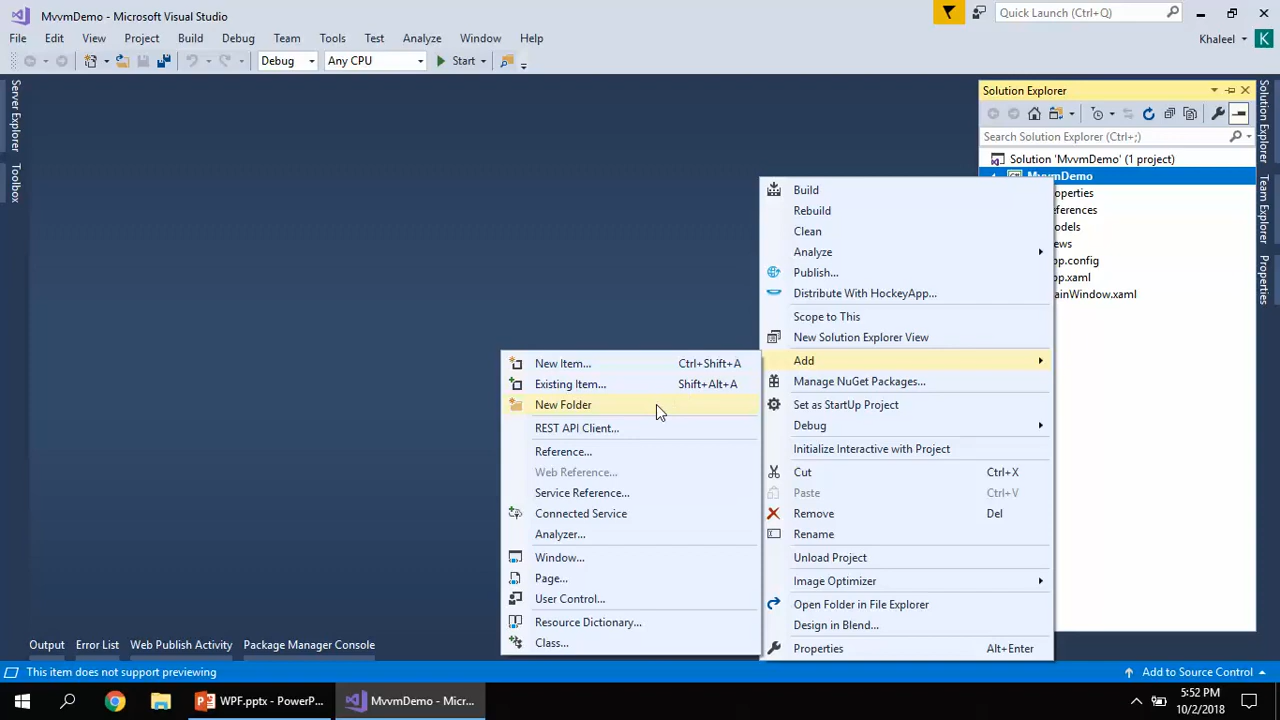 MvvmDemo - Microsoft Visual Studio
Quick Launch (Ctrl+Q)
File Edit View Project Build Debug Team Tools Test Analyze Window Help
Khaleel K
Debug Any CPU Start
Server Explorer
Toolbox
Solution Explorer
Search Solution Explorer (Ctrl+;)
Solution 'MvvmDemo' (1 project)
MvvmDemo
operties
eferences
odels
ews
pp.config
pp.xaml
ainWindow.xaml
Solution Explorer
Team Explorer
Properties
Build
Rebuild
Clean
Analyze
Publish...
Distribute With HockeyApp...
Scope to This
New Solution Explorer View
Add
Manage NuGet Packages...
Set as StartUp Project
Debug
Initialize Interactive with Project
Cut Ctrl+X
Paste Ctrl+V
Remove Del
Rename
Unload Project
Image Optimizer
Open Folder in File Explorer
Design in Blend...
Properties Alt+Enter
New Item... Ctrl+Shift+A
Existing Item... Shift+Alt+A
New Folder
REST API Client...
Reference...
Web Reference...
Service Reference...
Connected Service
Analyzer...
Window...
Page...
User Control...
Resource Dictionary...
Class...
Output Error List Web Publish Activity Package Manager Console
This item does not support previewing
Add to Source Control
WPF.pptx - PowerP...
MvvmDemo - Micr...
5:52 PM
10/2/2018